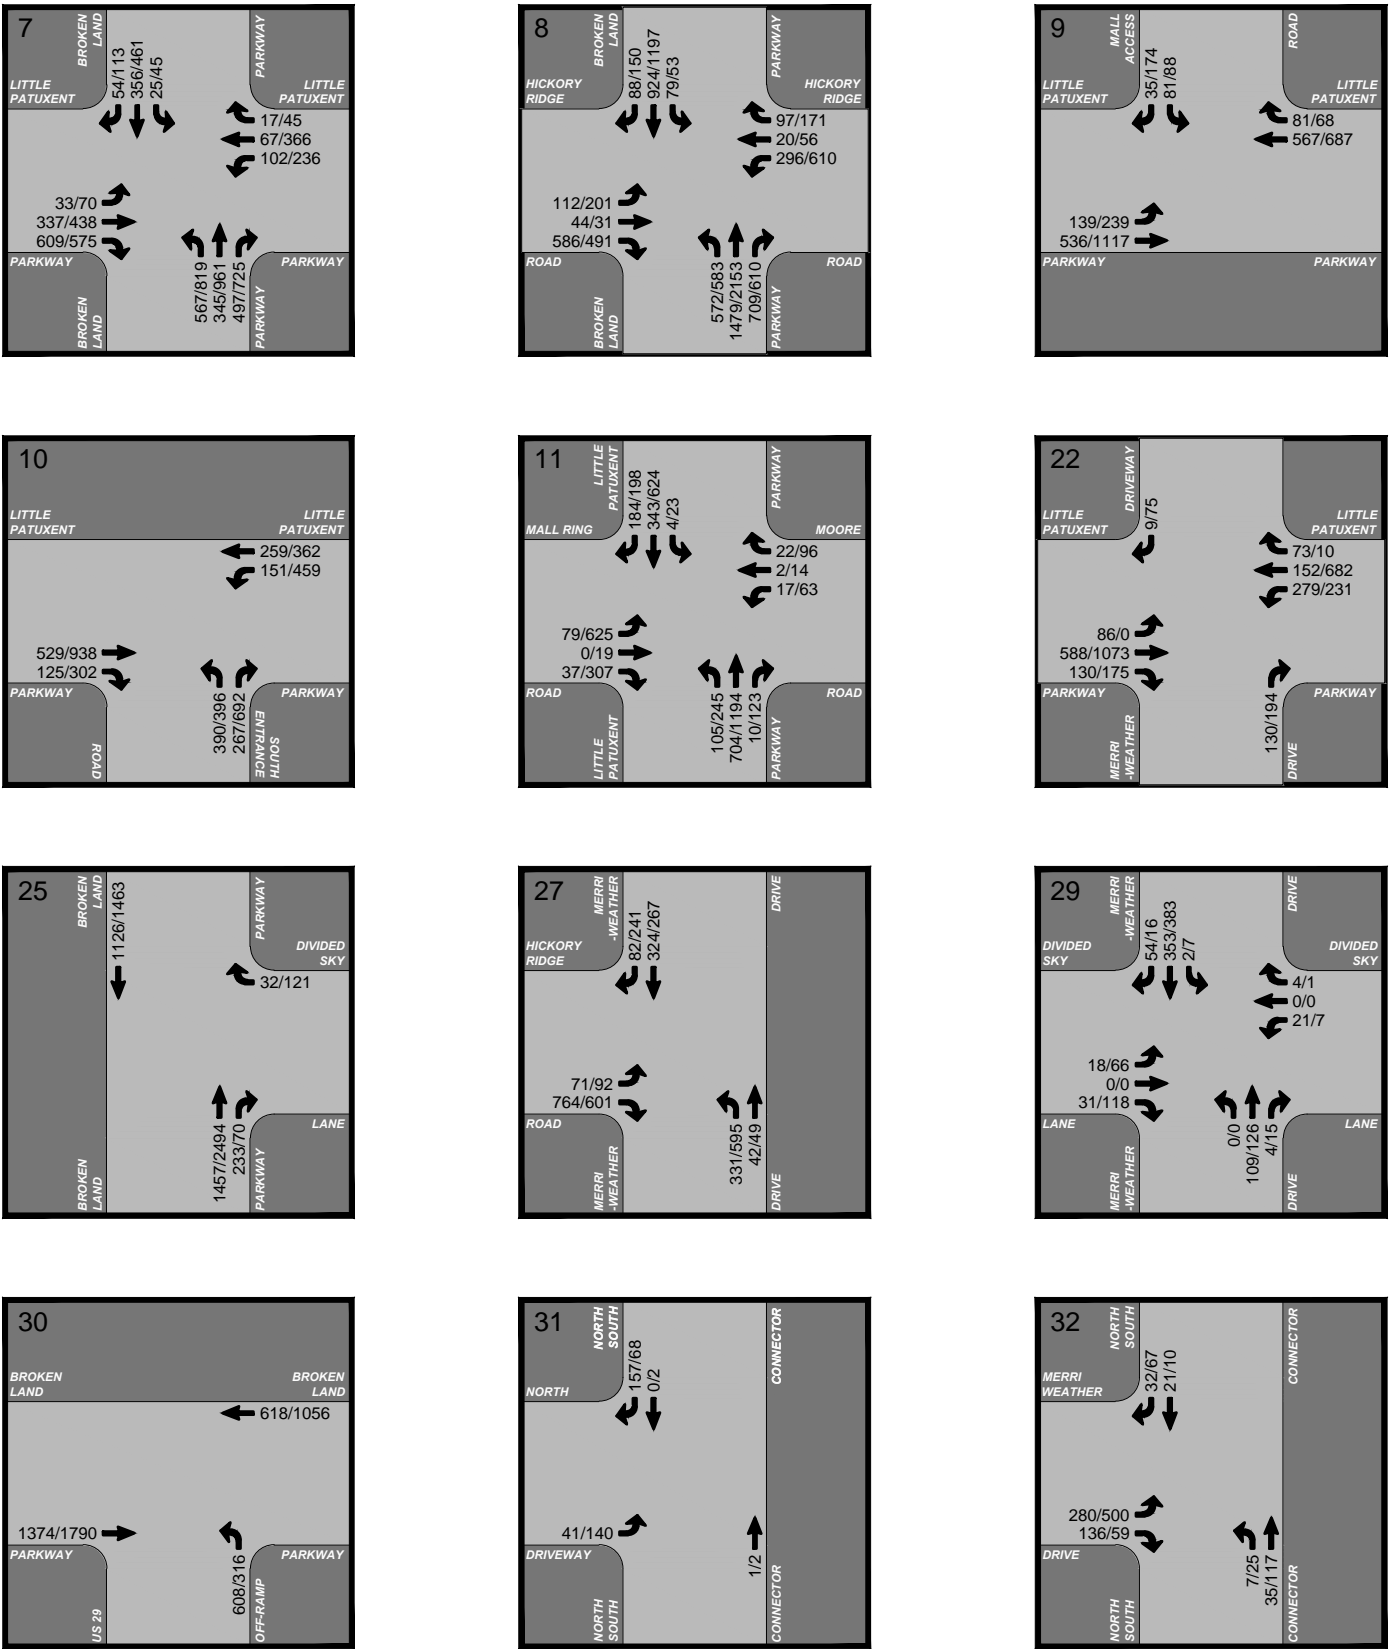 7
BROKEN
LAND
54/113
356/461
25/45
PARKWAY
LITTLE
PATUXENT
LITTLE
PATUXENT
17/45
67/366
102/236
33/70
337/438
609/575
PARKWAY
BROKEN
LAND
567/819
345/961
497/725
PARKWAY
PARKWAY
8
BROKEN
LAND
88/150
924/1197
79/53
PARKWAY
HICKORY
RIDGE
HICKORY
RIDGE
97/171
20/56
296/610
112/201
44/31
586/491
ROAD
BROKEN
LAND
572/583
1479/2153
709/610
PARKWAY
ROAD
9
MALL
ACCESS
35/174
81/88
ROAD
LITTLE
PATUXENT
LITTLE
PATUXENT
81/68
567/687
139/239
536/1117
PARKWAY
PARKWAY
10
LITTLE
PATUXENT
LITTLE
PATUXENT
259/362
151/459
529/938
125/302
PARKWAY
ROAD
390/396
267/692
SOUTH
ENTRANCE
PARKWAY
11
LITTLE
PATUXENT
184/198
343/624
4/23
PARKWAY
MALL RING
MOORE
22/96
2/14
17/63
79/625
0/19
37/307
ROAD
LITTLE
PATUXENT
105/245
704/1194
10/123
PARKWAY
ROAD
22
DRIVEWAY
9/75
LITTLE
PATUXENT
LITTLE
PATUXENT
73/10
152/682
279/231
86/0
588/1073
130/175
PARKWAY
MERRI
-WEATHER
130/194
DRIVE
PARKWAY
25
BROKEN
LAND
1126/1463
PARKWAY
DIVIDED
SKY
32/121
BROKEN
LAND
1457/2494
233/70
PARKWAY
LANE
27
MERRI
-WEATHER
82/241
324/267
DRIVE
HICKORY
RIDGE
71/92
764/601
ROAD
MERRI
-WEATHER
331/595
42/49
DRIVE
29
MERRI
-WEATHER
54/16
353/383
2/7
DRIVE
DIVIDED
SKY
DIVIDED
SKY
4/1
0/0
21/7
18/66
0/0
31/118
LANE
MERRI
-WEATHER
0/0
109/126
4/15
DRIVE
LANE
30
BROKEN
LAND
BROKEN
LAND
618/1056
1374/1790
PARKWAY
US 29
608/316
OFF-RAMP
PARKWAY
31
NORTH
SOUTH
157/68
0/2
CONNECTOR
NORTH
41/140
DRIVEWAY
NORTH
SOUTH
1/2
CONNECTOR
32
NORTH
SOUTH
32/67
21/10
CONNECTOR
MERRI
WEATHER
280/500
136/59
DRIVE
NORTH
SOUTH
7/25
35/117
CONNECTOR